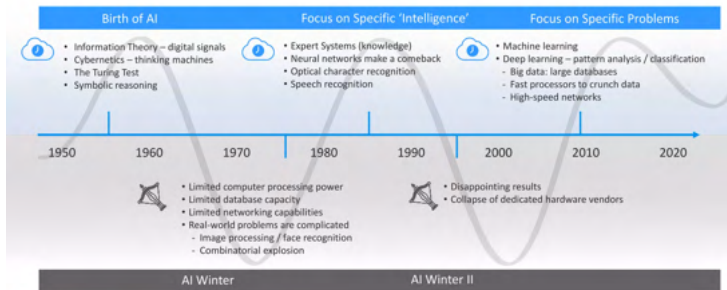 Birth of AI
Focus on Specific ‘Intelligence’
Focus on Specific Problems
• Information Theory – digital signals
• Cybernetics – thinking machines
• The Turing Test
• Symbolic reasoning
• Expert Systems (knowledge)
• Neural networks make a comeback
• Optical character recognition
• Speech recognition
• Machine learning
• Deep learning – pattern analysis / classification
- Big data: large databases
- Fast processors to crunch data
- High-speed networks
1950 1960 1970 1980 1990 2000 2010 2020
• Limited computer processing power
• Limited database capacity
• Limited networking capabilities
• Real-world problems are complicated
- Image processing / face recognition
- Combinatorial explosion
• Disappointing results
• Collapse of dedicated hardware vendors
AI Winter
AI Winter II